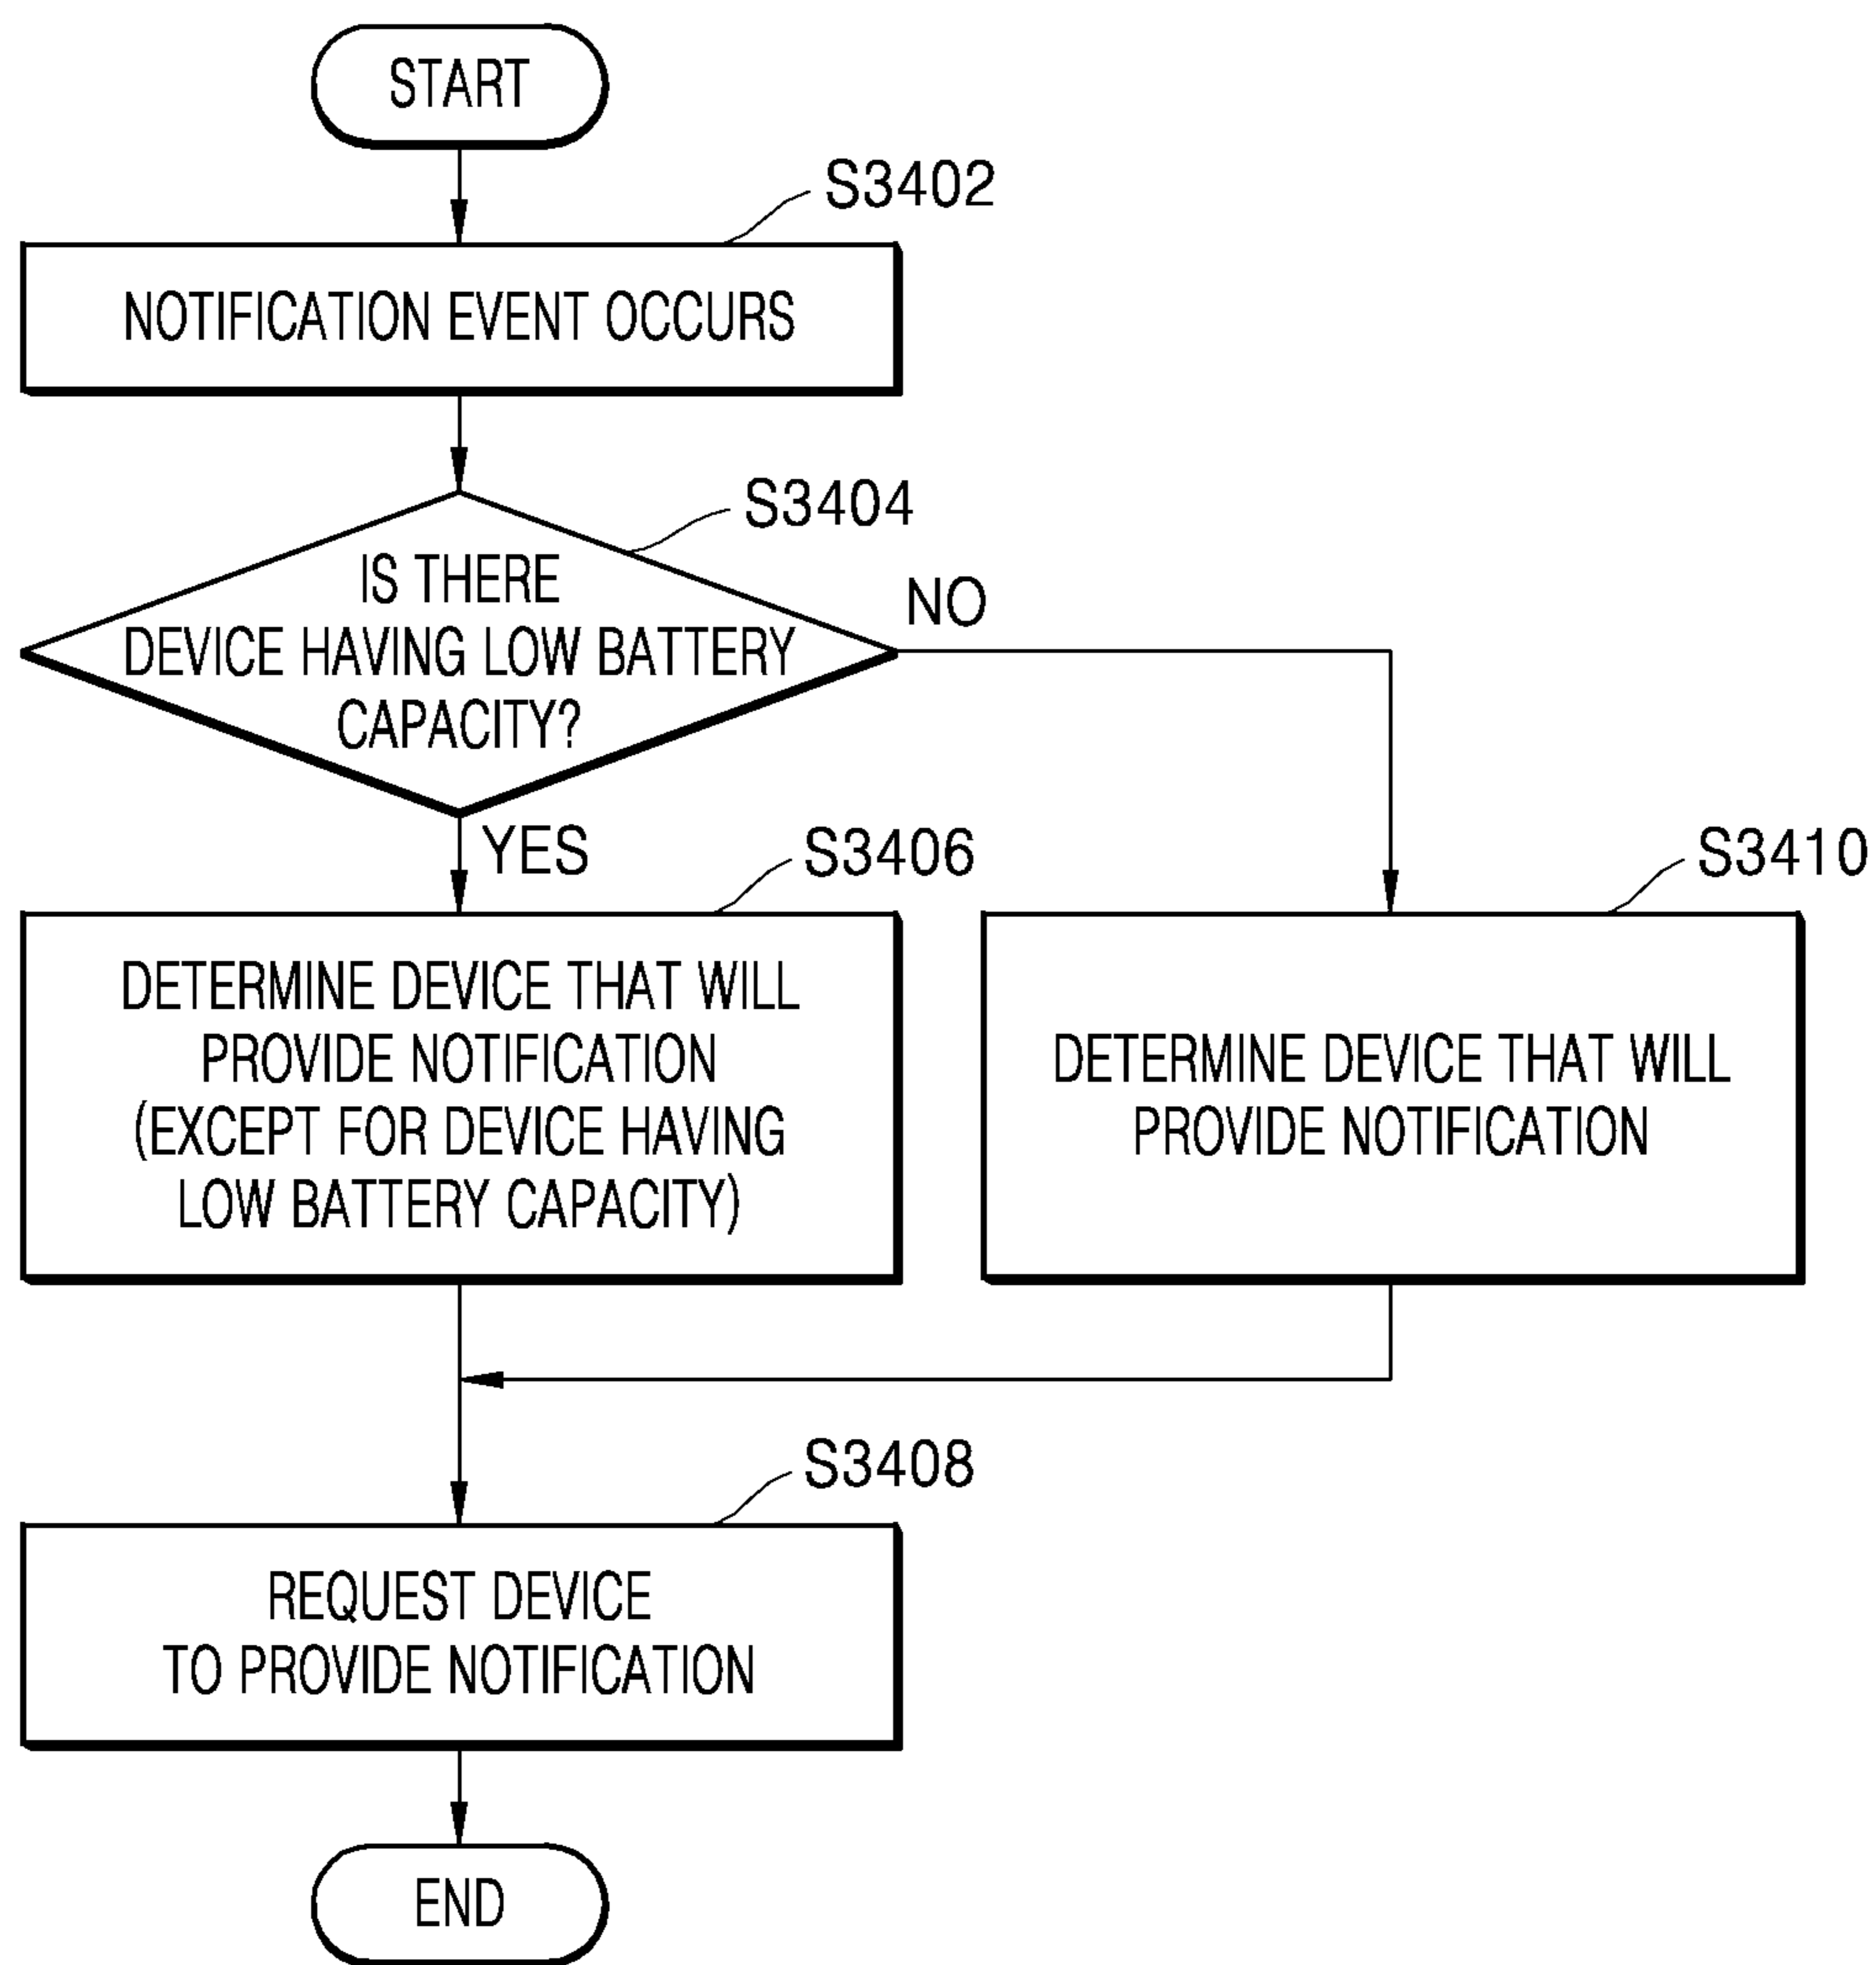 START
S3402
NOTIFICATION EVENT OCCURS
S3404
IS THERE
DEVICE HAVING LOW BATTERY
CAPACITY?
NO
YES
S3406
DETERMINE DEVICE THAT WILL
PROVIDE NOTIFICATION
(EXCEPT FOR DEVICE HAVING
LOW BATTERY CAPACITY)
S3410
DETERMINE DEVICE THAT WILL
PROVIDE NOTIFICATION
S3408
REQUEST DEVICE
TO PROVIDE NOTIFICATION
END